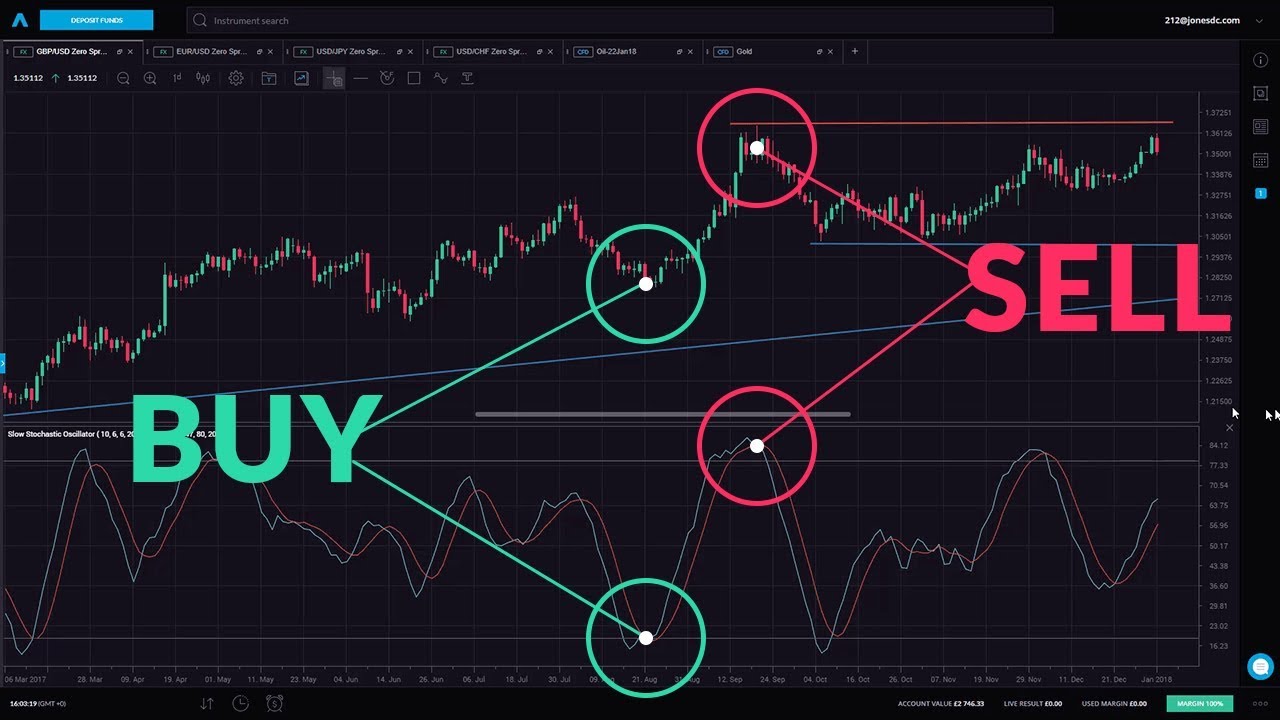 DEPOSIT FUNDS
Instrument search
212@jonesdc.com
FX GBP/USD Zero Spr...
FX EUR/USD Zero Spr...
FX USD/JPY Zero Spr...
FX USD/CHF Zero Spr...
CFD Oil-22Jan18
CFD Gold
+
1.35112 ↑ 1.35112
1d
1.37251
1.36126
1.35001
1.33876
1.32751
1.31626
1.30501
1.29376
1.28250
1.27125
1.24875
1.23750
1.22625
1.21500
SELL
BUY
Slow Stochastic Oscillator ( 10, 6, 6, 20
47, 80, 20
84.12
77.33
70.54
63.75
56.96
50.17
43.38
36.60
29.81
23.02
16.23
06 Mar 2017 28. Mar 09. Apr 19. Apr 30. Apr 11. May 23. May 04. Jun 14. Jun 26. Jun 06. Jul 18. Jul 30. Jul 09. 21. Aug 31. Aug 12. Sep 24. Sep 04. Oct 16. Oct 26. Oct 07. Nov 19. Nov 29. Nov 11. Dec 21. Dec Jan 2018
1
16:03:19 (GMT +0)
ACCOUNT VALUE £2 746.33 LIVE RESULT £0.00 USED MARGIN £0.00 MARGIN 100%